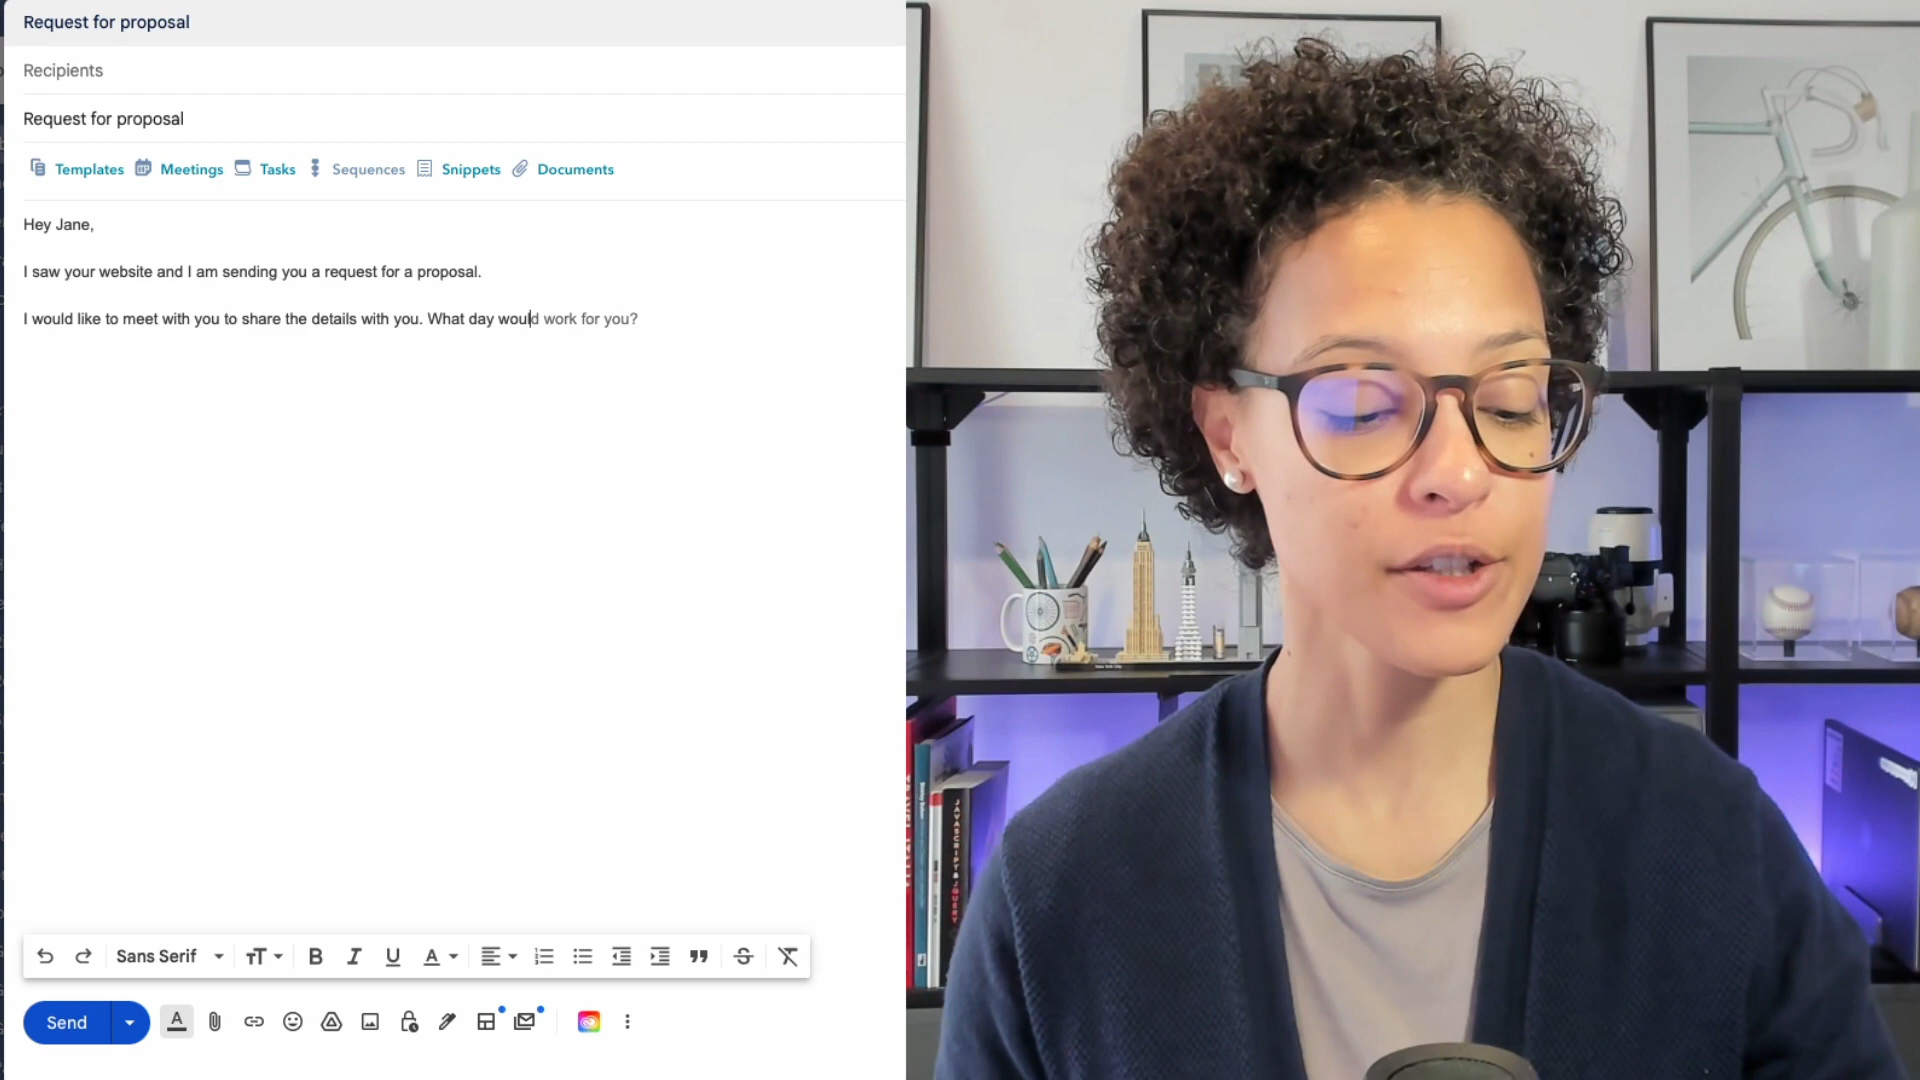 Request for proposal
Recipients
Request for proposal
Templates Meetings Tasks Sequences Snippets Documents
Hey Jane,
I saw your website and I am sending you a request for a proposal.
I would like to meet with you to share the details with you. What day would work for you?
Sans Serif
Send
JAVASCRIPT & JQUERY